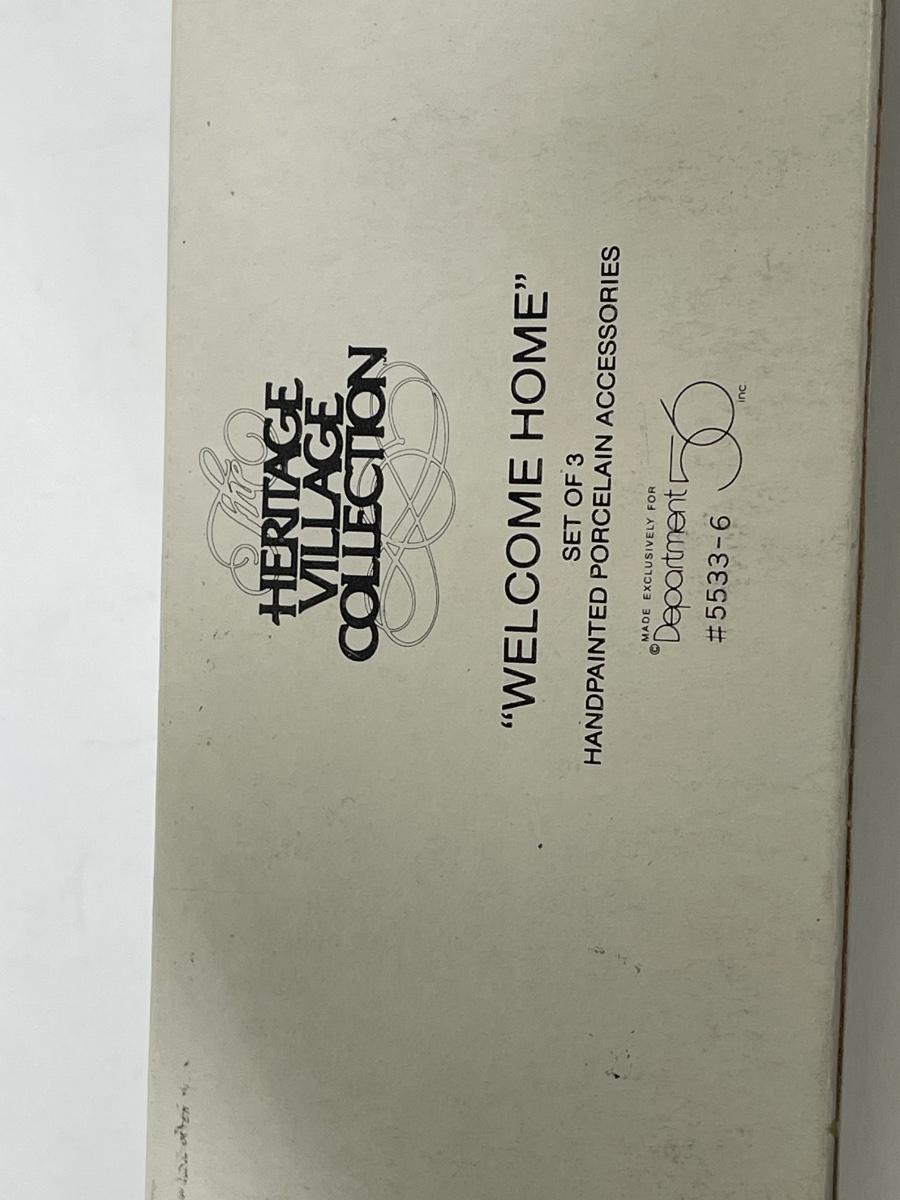 The
HERITAGE
VILLAGE
COLLECTION™
“WELCOME HOME”
SET OF 3
HANDPAINTED PORCELAIN ACCESSORIES
© MADE EXCLUSIVELY FOR
Department 56 inc
#5533-6